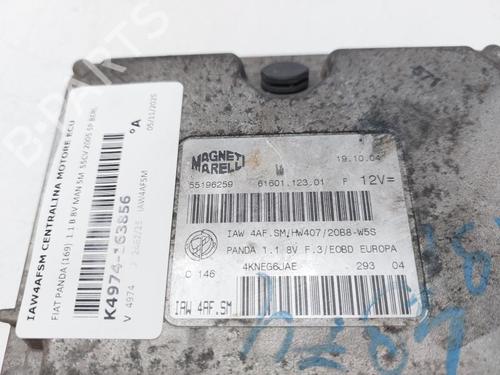 IAW4AFSM CENTRALINA MOTORE ECU
FIAT PANDA (169) 1.1 B 8V MAN 5M 55CV 2005 5P BERL
K4974-163856
V 4974
IAW4AFSM
°A
05/11/2025
B-PARTS
MAGNETI
MARELLI
19.10.04
55196259 61601.123.01 P 12V=
IAW 4AF.SM/HW407/20B8-W5S
PANDA 1.1 8V F.3/EOBD EUROPA
4KNEG6JAE 293 04
C 146
IAW 4AF.SM